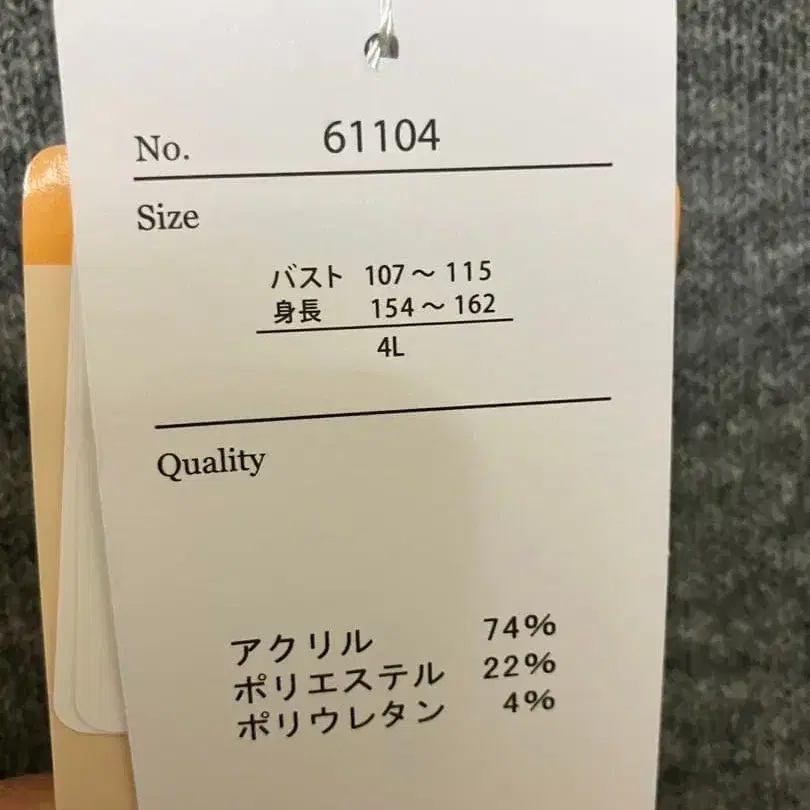 No. 61104
Size
バスト 107～115
身長 154～162
4L
Quality
アクリル 74%
ポリエステル 22%
ポリウレタン 4%